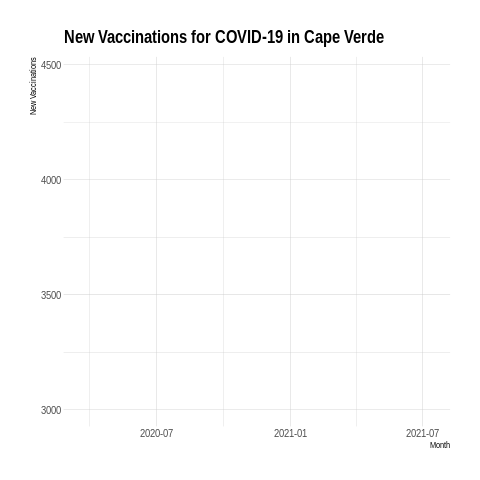 New Vaccinations for COVID-19 in Cape Verde
New Vaccinations
4500
4000
3500
3000
2020-07 2021-01 2021-07
Month